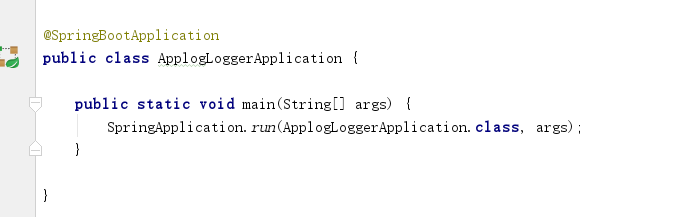 @SpringBootApplication
public class ApplogLoggerApplication {
public static void main(String[] args) {
SpringApplication.run(ApplogLoggerApplication.class, args);
}
}